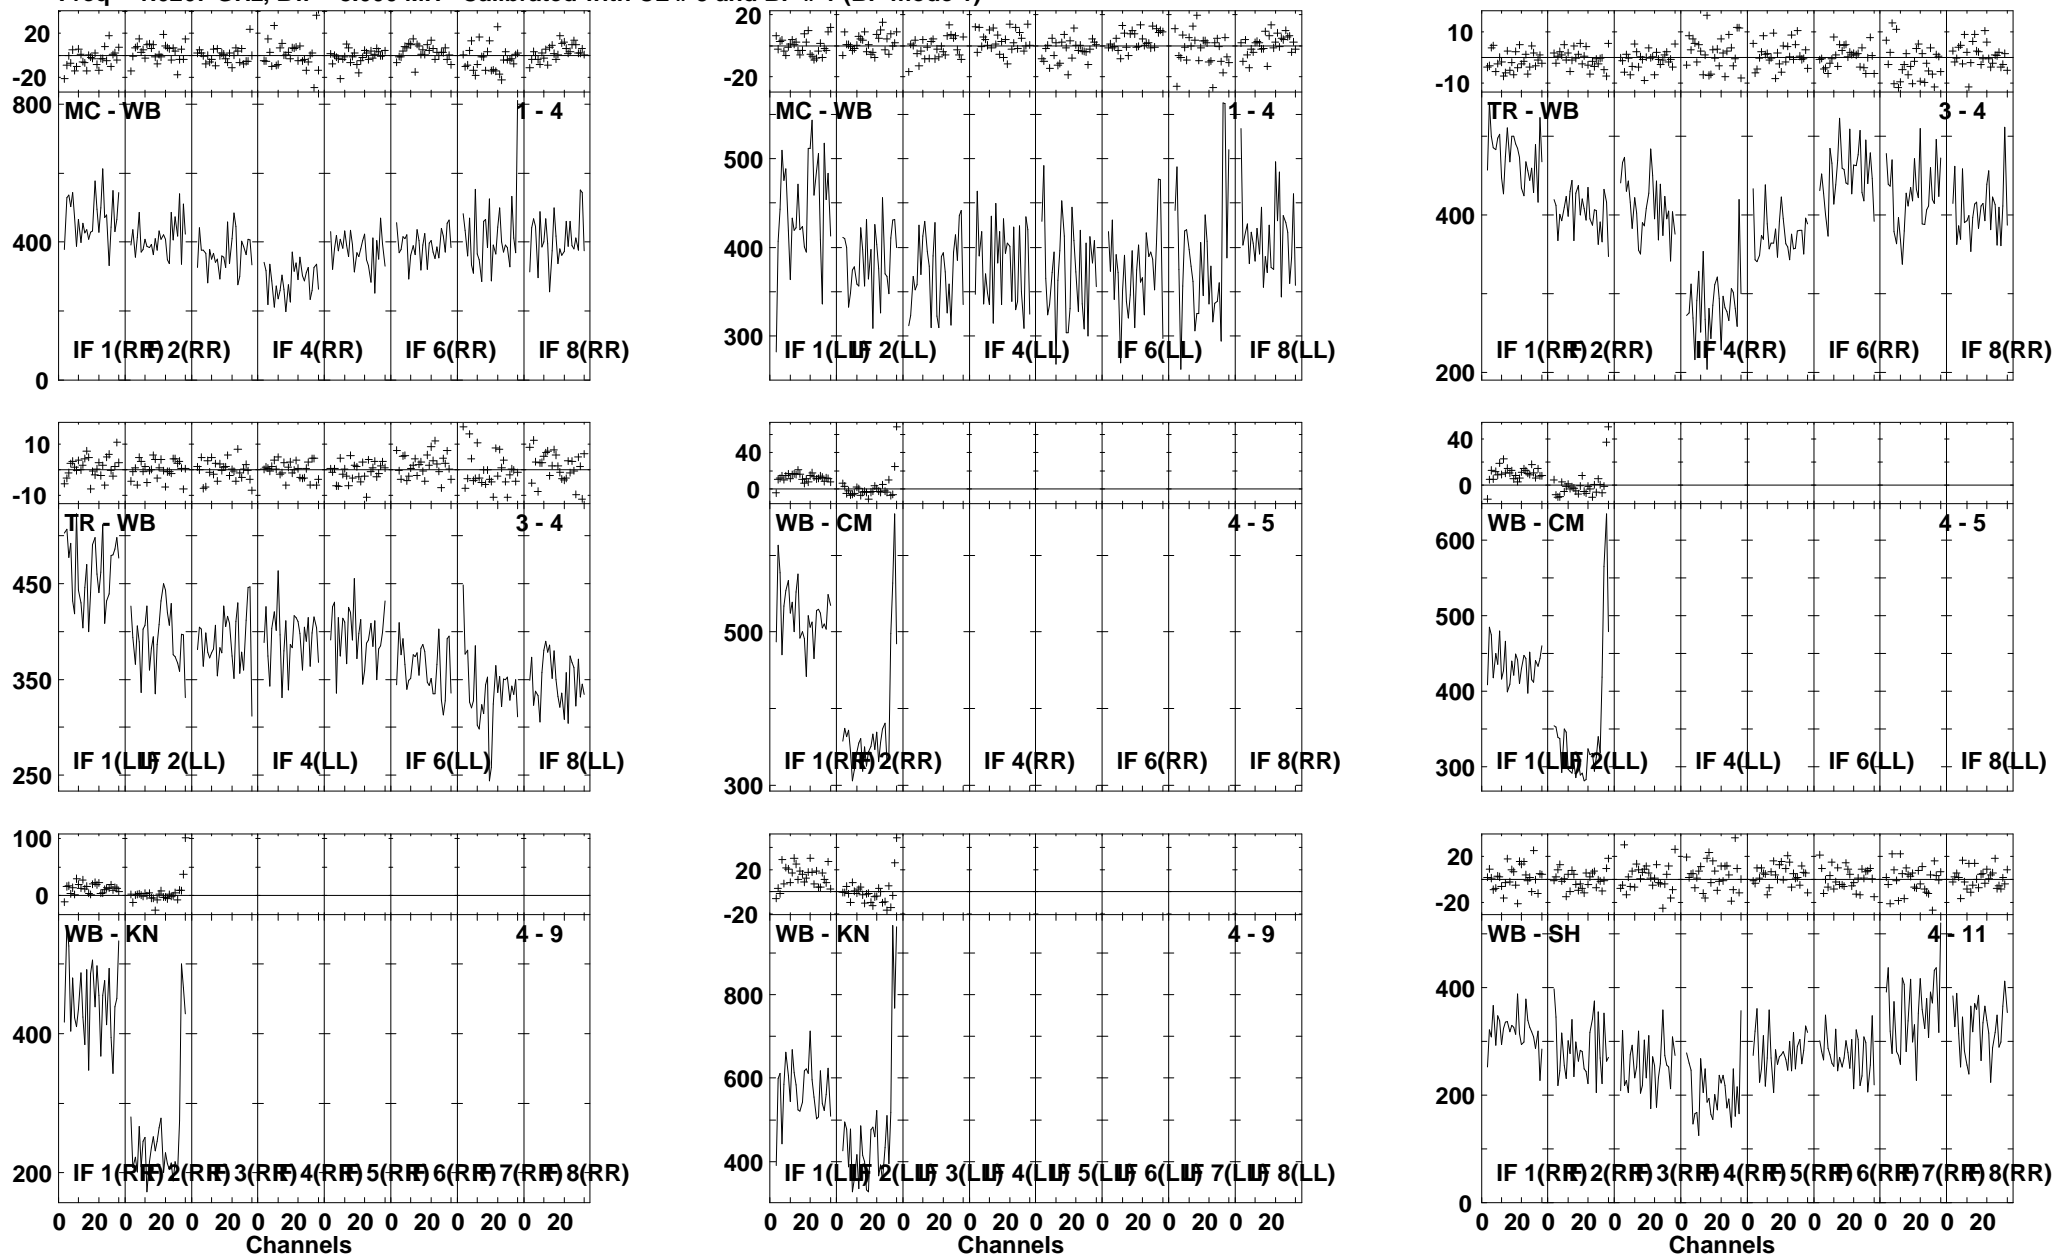 20
-20
800
400
0
MC - WB 1 - 4
IF 1(RR) IF 2(RR) IF 4(RR) IF 6(RR) IF 8(RR)
20
-20
500
400
300
MC - WB 1 - 4
IF 1(LL) IF 2(LL) IF 4(LL) IF 6(LL) IF 8(LL)
10
-10
400
200
TR - WB 3 - 4
IF 1(RR) IF 2(RR) IF 4(RR) IF 6(RR) IF 8(RR)
10
-10
450
350
250
TR - WB 3 - 4
IF 1(LL) IF 2(LL) IF 4(LL) IF 6(LL) IF 8(LL)
40
0
500
300
WB - CM 4 - 5
IF 1(RR) IF 2(RR) IF 4(RR) IF 6(RR) IF 8(RR)
40
0
600
500
400
300
WB - CM 4 - 5
IF 1(LL) IF 2(LL) IF 4(LL) IF 6(LL) IF 8(LL)
100
0
400
200
WB - KN 4 - 9
IF 1(RR) IF 2(RR) IF 3(RR) IF 4(RR) IF 5(RR) IF 6(RR) IF 7(RR) IF 8(RR)
0 20 0 20 0 20 0 20 0 20 0 20 0 20 0 20
Channels
20
-20
800
600
400
WB - KN 4 - 9
IF 1(LL) IF 2(LL) IF 3(LL) IF 4(LL) IF 5(LL) IF 6(LL) IF 7(LL) IF 8(LL)
0 20 0 20 0 20 0 20 0 20 0 20 0 20 0 20
Channels
20
-20
400
200
0
WB - SH 4 - 11
IF 1(RR) IF 2(RR) IF 3(RR) IF 4(RR) IF 5(RR) IF 6(RR) IF 7(RR) IF 8(RR)
0 20 0 20 0 20 0 20 0 20 0 20 0 20 0 20
Channels